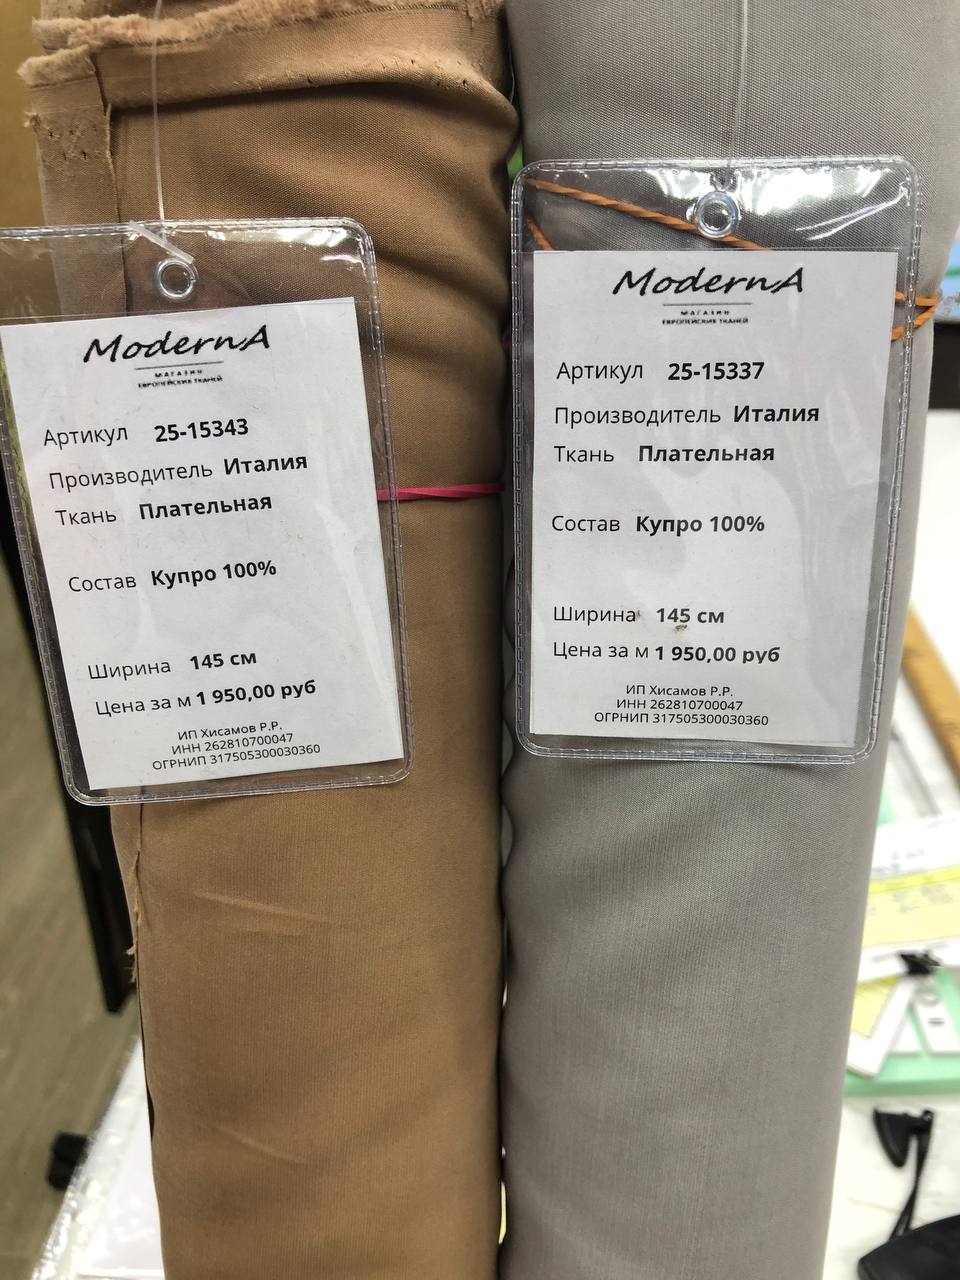 ModernA
МАГАЗИН
ЕВРОПЕЙСКИХ ТКАНЕЙ
Артикул 25-15343
Производитель Италия
Ткань Плательная
Состав Купро 100%
Ширина 145 см
Цена за м 1 950,00 руб
ИП Хисамов Р.Р.
ИНН 262810700047
ОГРНИП 317505300030360
ModernA
МАГАЗИН
ЕВРОПЕЙСКИХ ТКАНЕЙ
Артикул 25-15337
Производитель Италия
Ткань Плательная
Состав Купро 100%
Ширина 145 см
Цена за м 1 950,00 руб
ИП Хисамов Р.Р.
ИНН 262810700047
ОГРНИП 317505300030360